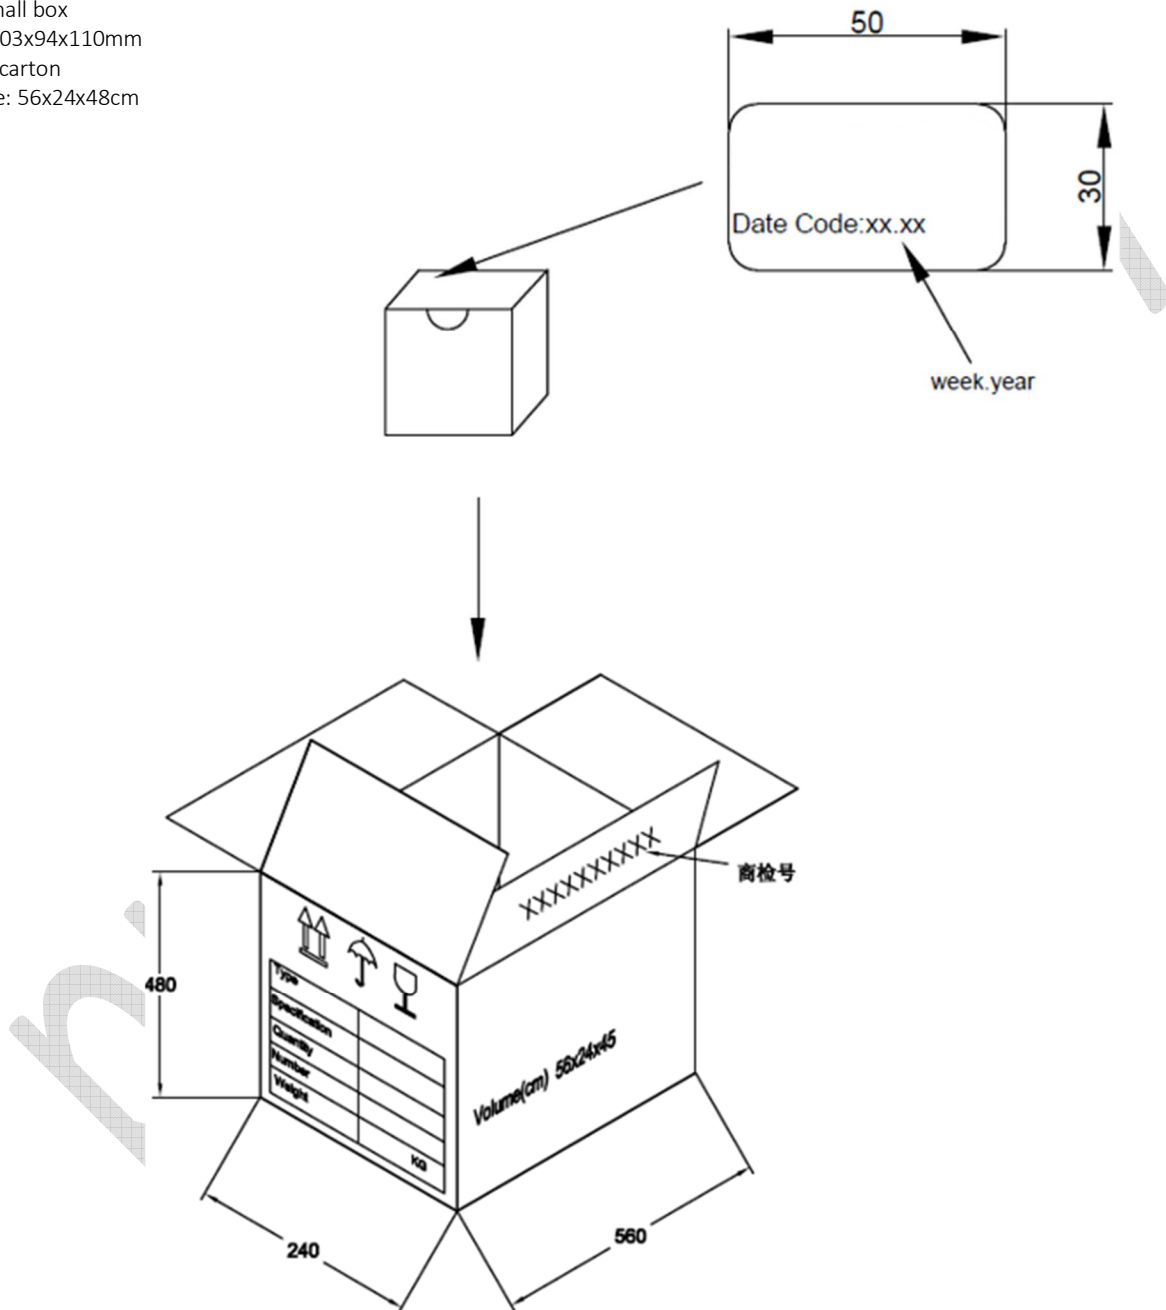 nall box
03x94x110mm
carton
e: 56x24x48cm
50
30
Date Code:xx.xx
week.year
XXXXXXXXXX
商检号
480
Type
Specification
Quantity
Number
Weight
KG
Volume(cm) 56x24x45
240
560